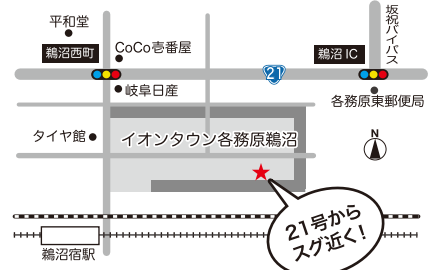 平和堂
鵜沼西町
CoCo壱番屋
岐阜日産
21
鵜沼 IC
坂祝バイパス
各務原東郵便局
タイヤ館
イオンタウン各務原鵜沼
N
21号から
スグ近く!
鵜沼宿駅